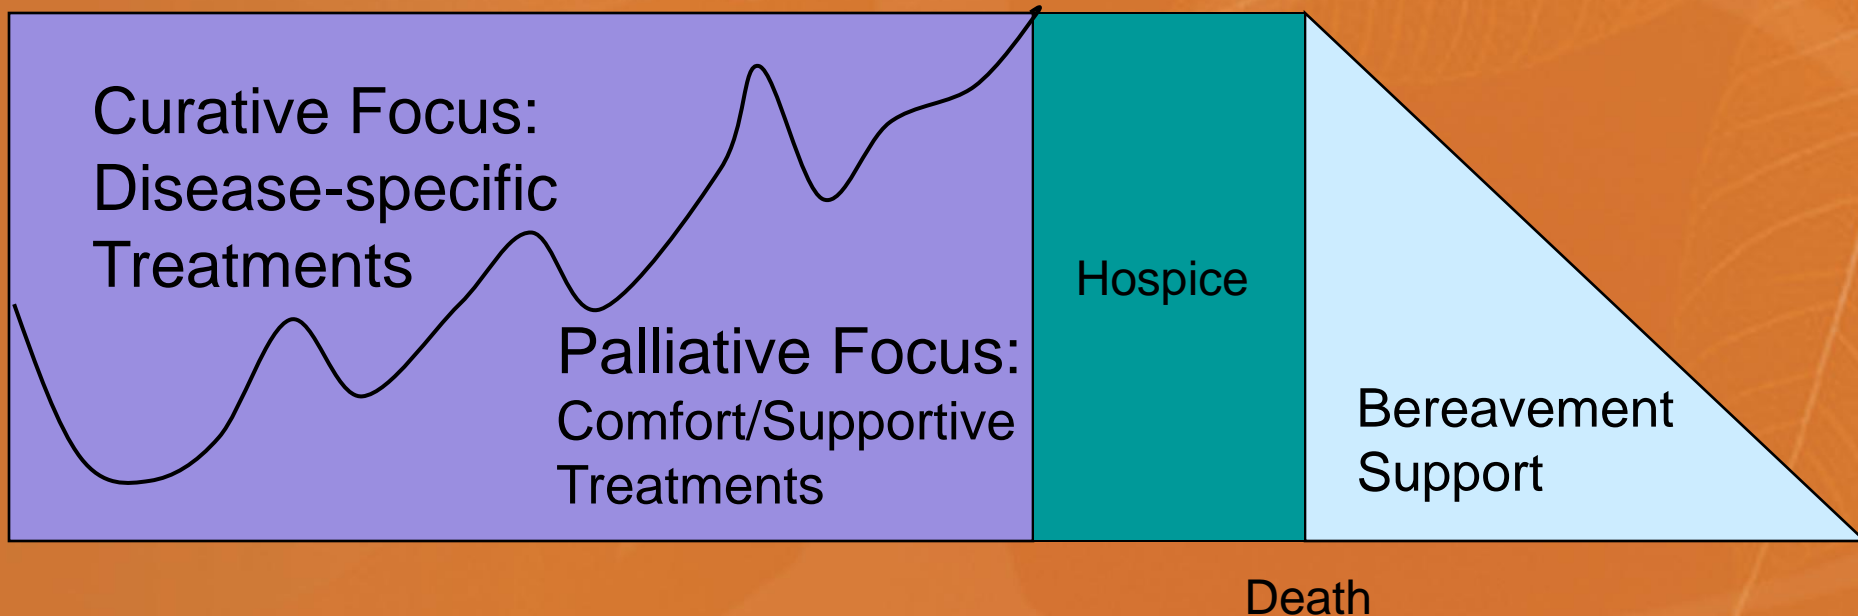 Curative Focus:
Disease-specific
Treatments
Palliative Focus:
Comfort/Supportive
Treatments
Hospice
Bereavement
Support
Death